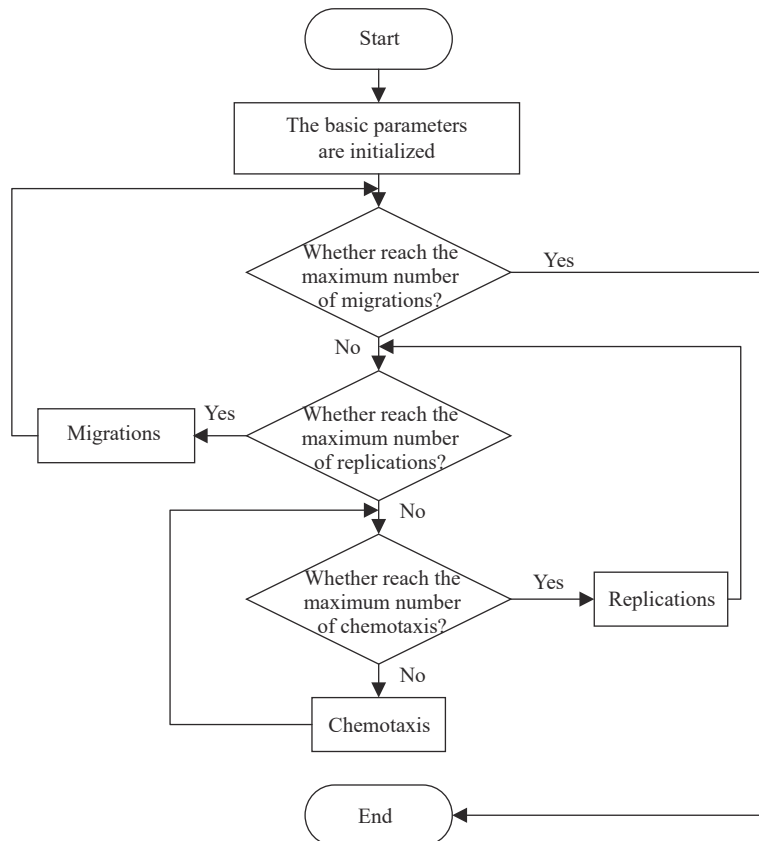 Start
The basic parameters
are initialized
Whether reach the
maximum number
of migrations?
Yes
No
Migrations
Yes
Whether reach the
maximum number
of replications?
No
Whether reach the
maximum number
of chemotaxis?
Yes
Replications
No
Chemotaxis
End